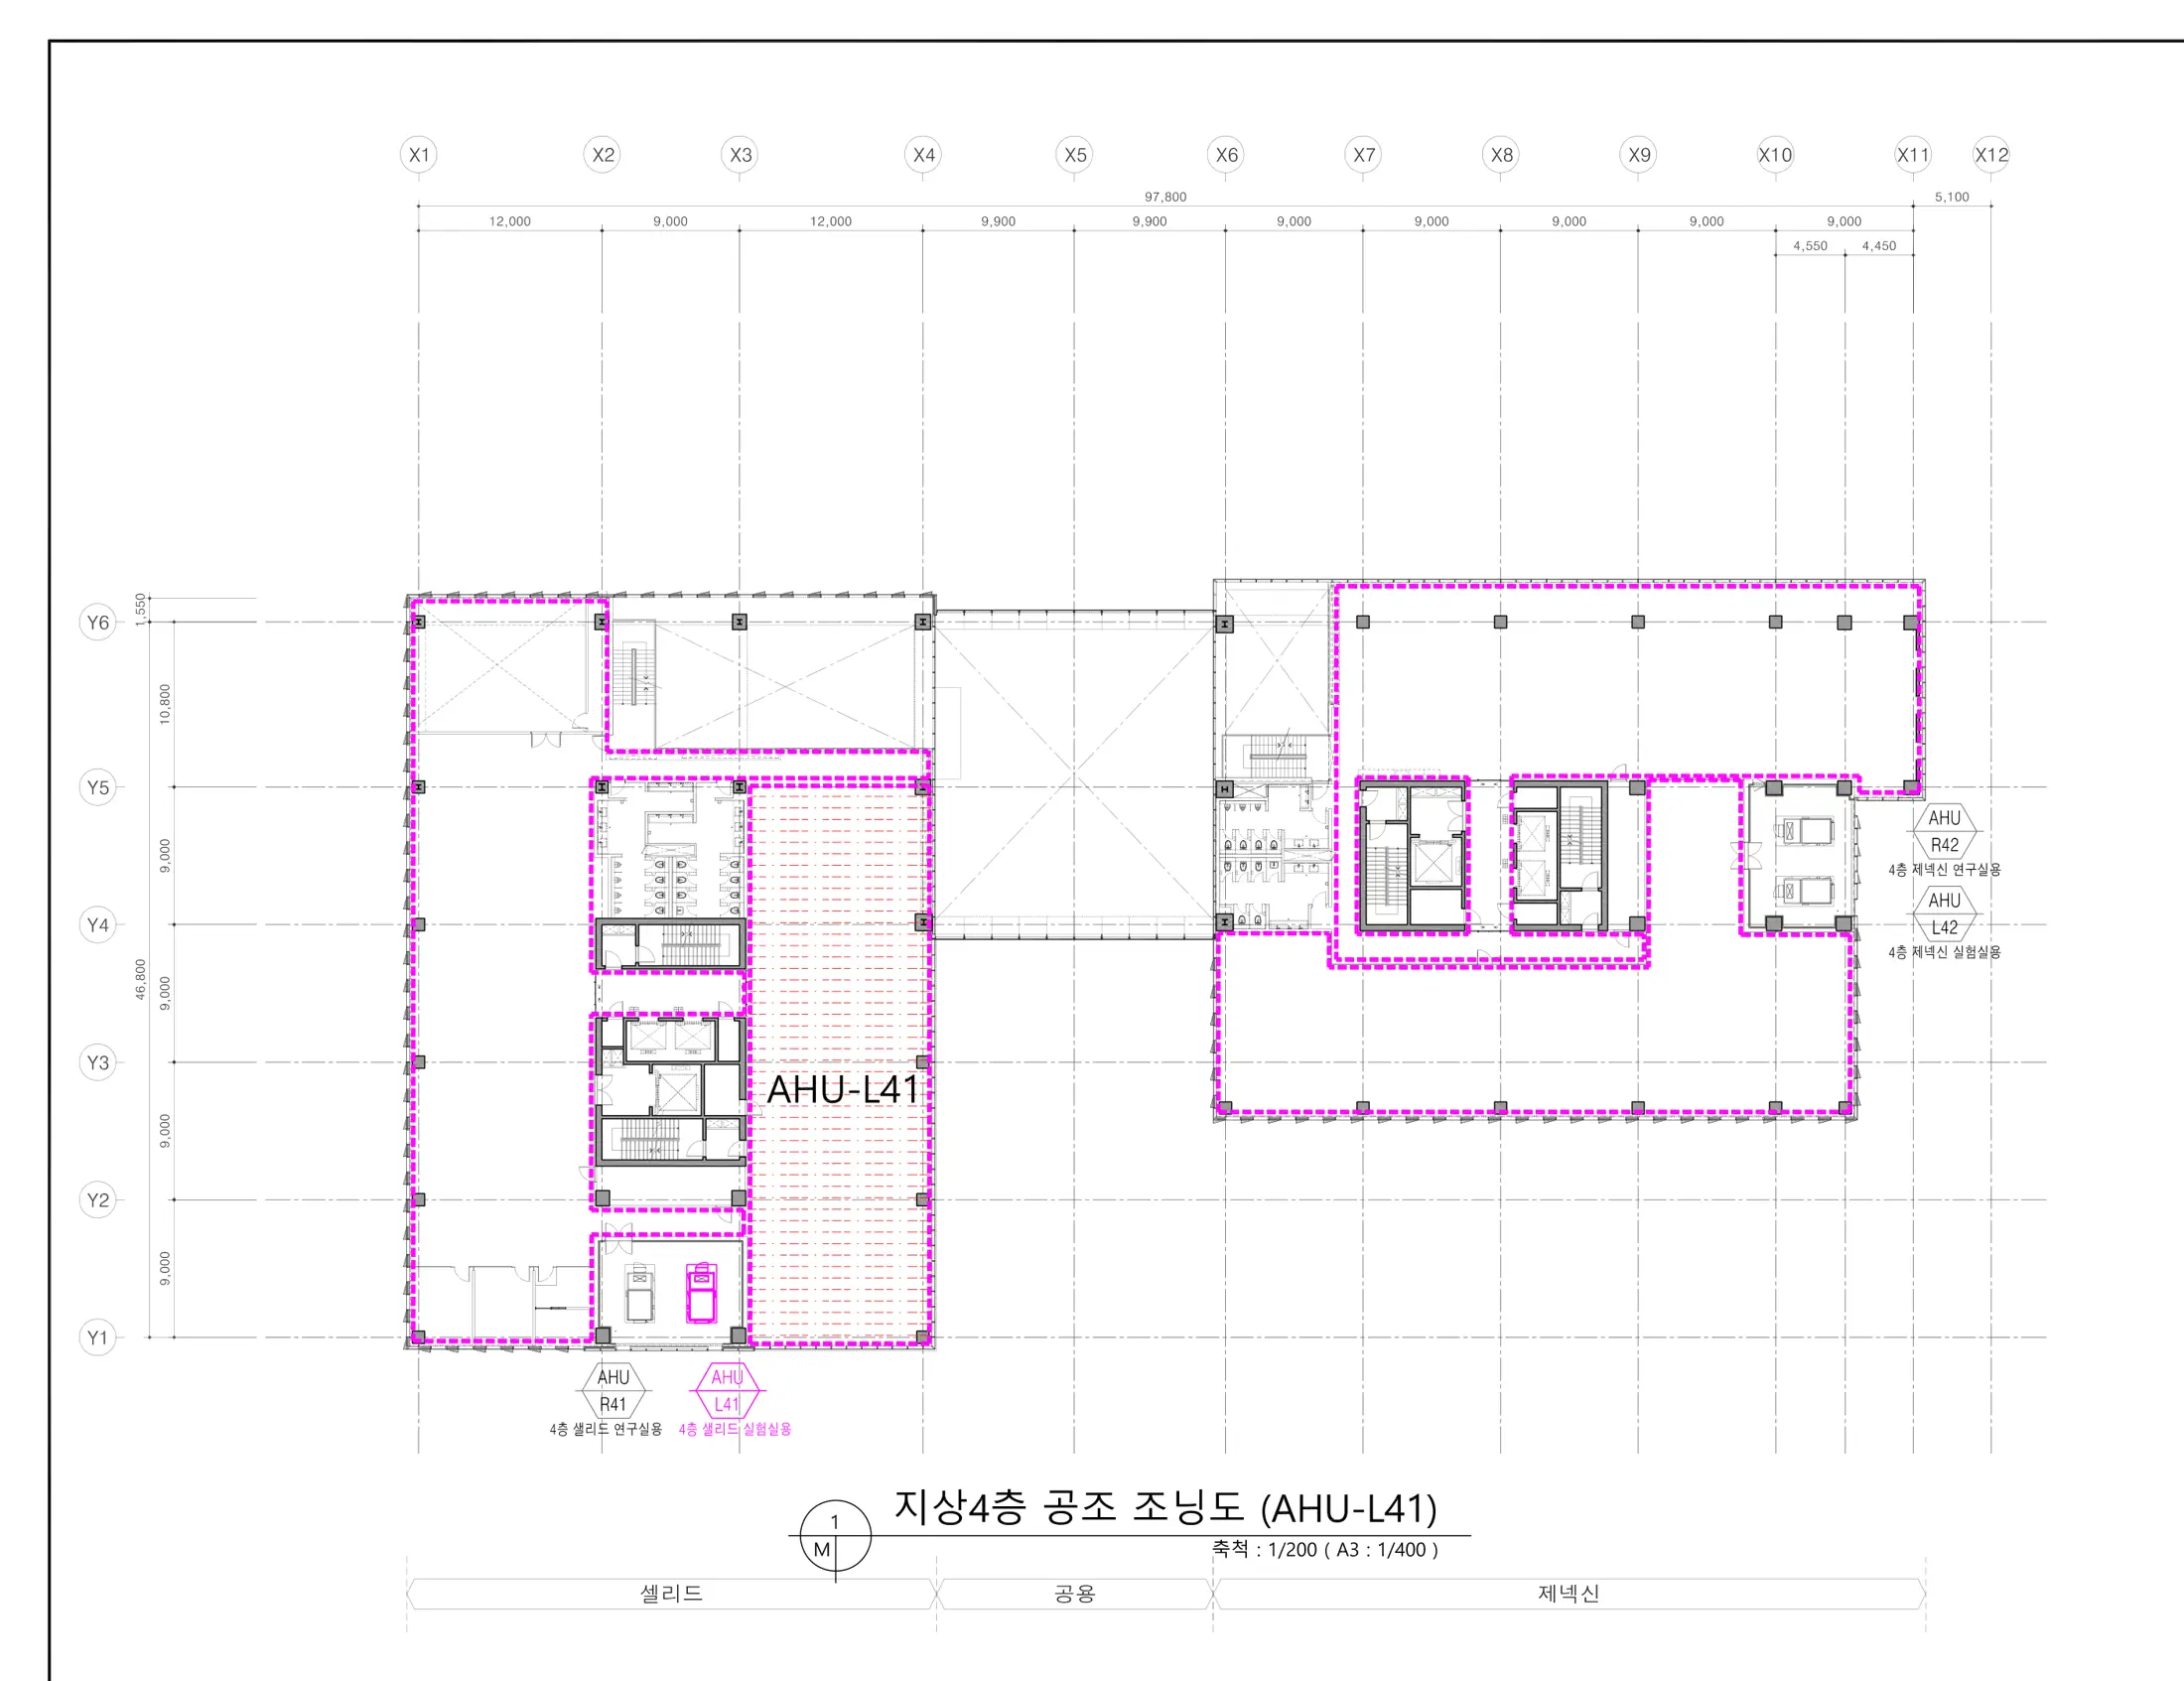 X1 X2 X3 X4 X5 X6 X7 X8 X9 X10 X11 X12
97,800 5,100
12,000 9,000 12,000 9,900 9,900 9,000 9,000 9,000 9,000 9,000
4,550 4,450
1,550
Y6
10,800
Y5
9,000
AHU
R42
4층 제넥신 연구실용
AHU
L42
4층 제넥신 실험실용
Y4
46,800
9,000
Y3
AHU-L41
9,000
Y2
9,000
Y1
AHU
R41
4층 샐리드 연구실용
AHU
L41
4층 샐리드 실험실용
1
M
지상4층 공조 조닝도 (AHU-L41)
축척 : 1/200 ( A3 : 1/400 )
셀리드 공용 제넥신